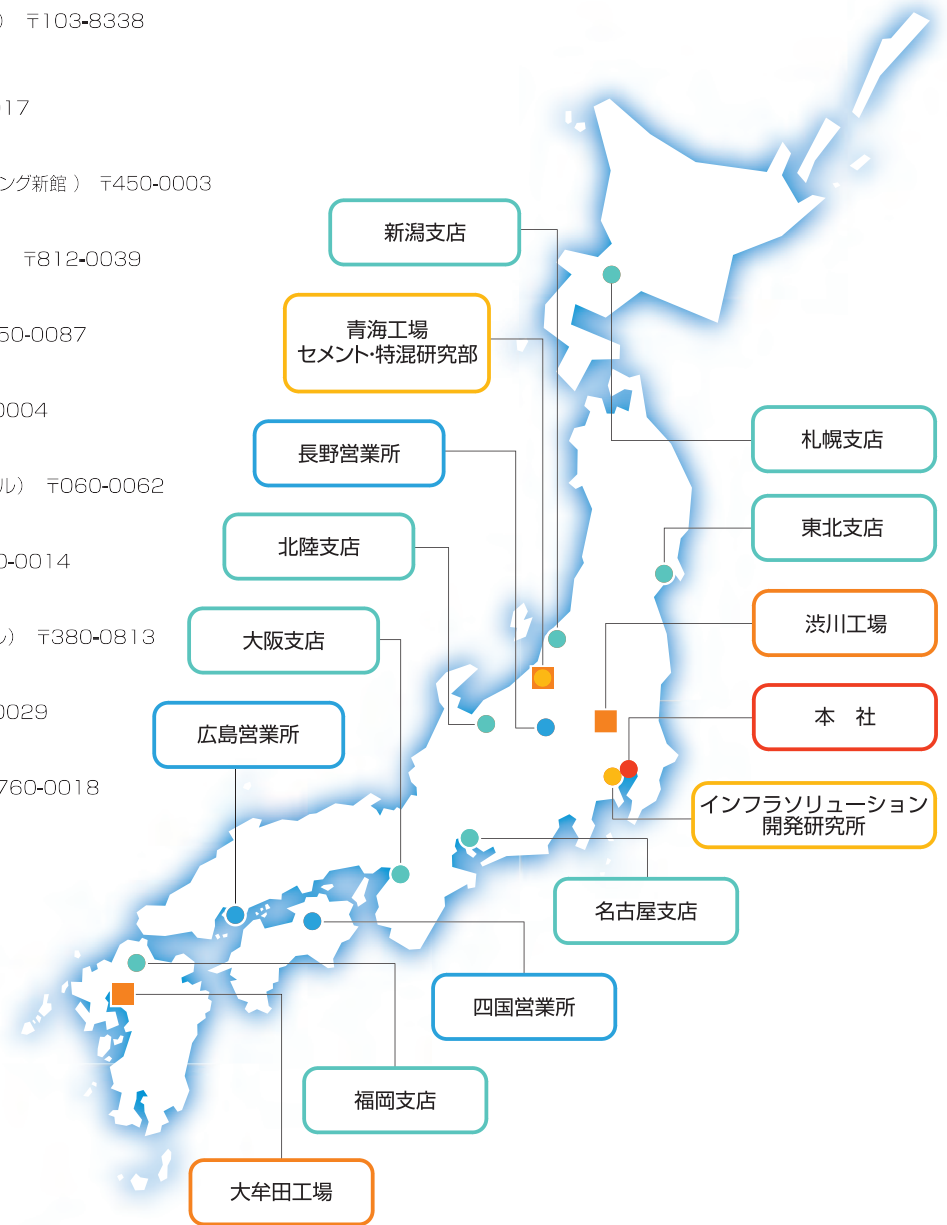 ） 〒103-8338
017
ング新館 ） 〒450-0003
〒812-0039
50-0087
0004
ル） 〒060-0062
0-0014
ル） 〒380-0813
0029
760-0018
新潟支店
青海工場
セメント・特混研究部
長野営業所
北陸支店
大阪支店
広島営業所
札幌支店
東北支店
渋川工場
本　社
インフラソリューション
開発研究所
名古屋支店
四国営業所
福岡支店
大牟田工場